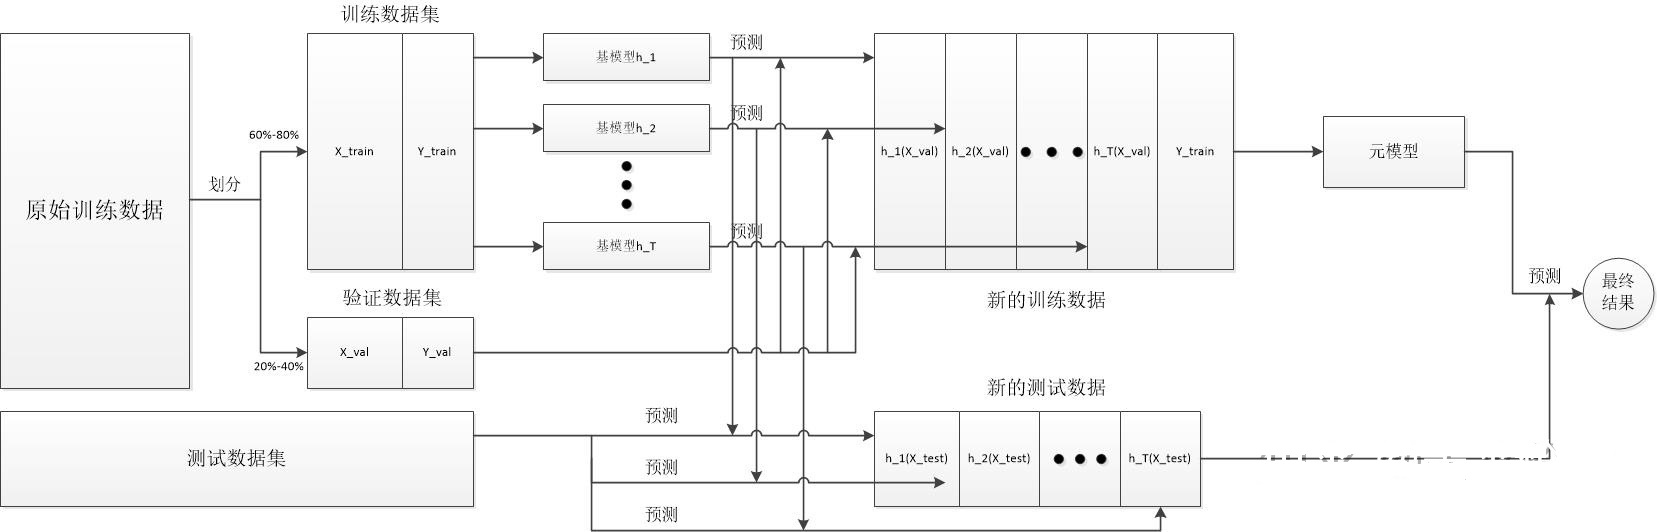 训练数据集
原始训练数据
划分
60%-80%
20%-40%
X_train
Y_train
基模型h_1
基模型h_2
基模型h_T
预测
预测
预测
h_1(X_val)
h_2(X_val)
h_T(X_val)
Y_train
新的训练数据
元模型
预测
最终
结果
验证数据集
X_val
Y_val
测试数据集
预测
预测
预测
新的测试数据
h_1(X_test)
h_2(X_test)
h_T(X_test)